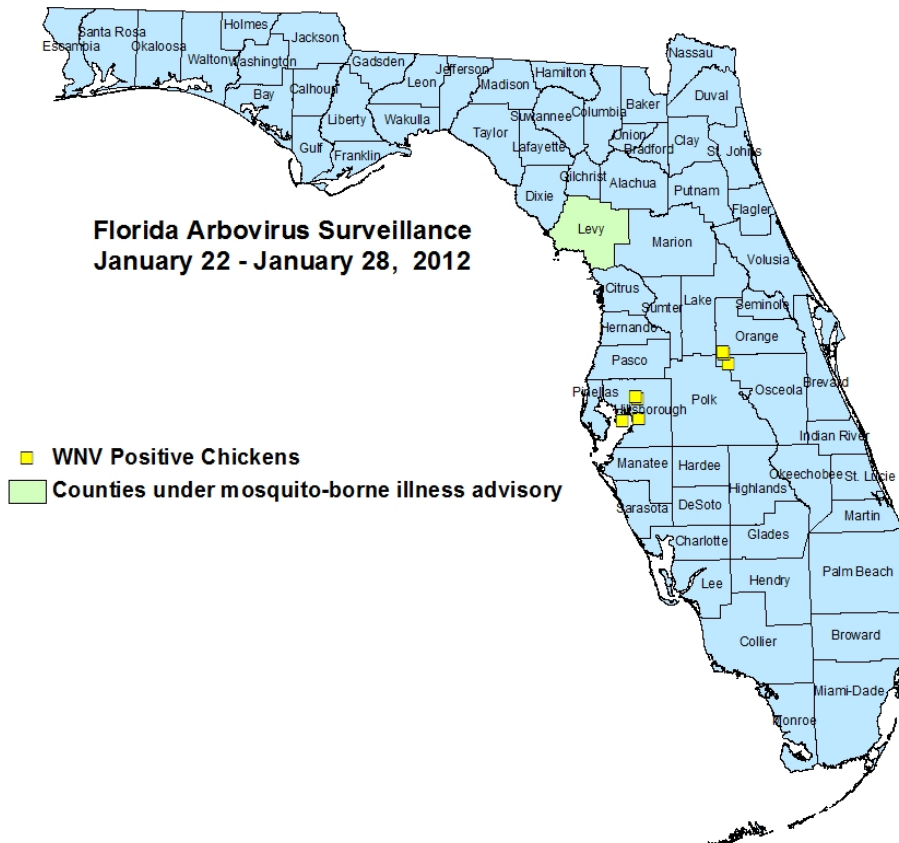 Holmes
Jackson
Santa Rosa
Escambia
Okaloosa
Walton
Washington
Nassau
Gadsden
Jefferson
Hamilton
Leon
Madison
Bay
Calhoun
Baker
Duval
Liberty
Wakulla
Suwannee
Columbia
Taylor
Union
Clay
Gulf
Franklin
Lafayette
Bradford
St. Johns
Gilchrist
Alachua
Putnam
Dixie
Flagler
Levy
Marion
Florida Arbovirus Surveillance
January 22 - January 28, 2012
Volusia
Citrus
Lake
Sumter
Seminole
Hernando
Orange
Pasco
Pinellas
Polk
Osceola
Brevard
Hillsborough
Indian River
WNV Positive Chickens
Manatee
Hardee
Okeechobee
St. Lucie
Counties under mosquito-borne illness advisory
Highlands
Sarasota
DeSoto
Martin
Charlotte
Glades
Lee
Hendry
Palm Beach
Collier
Broward
Miami-Dade
Monroe